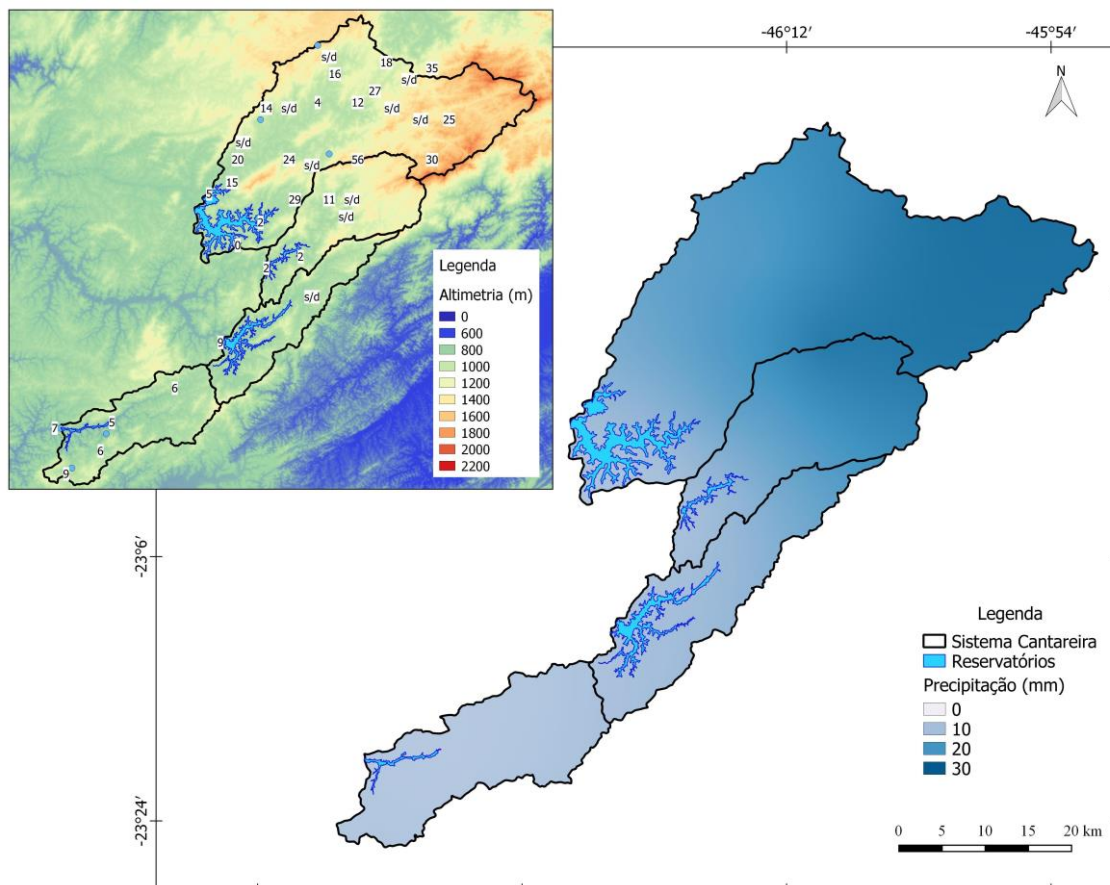 -46°12′
-45°54′
N
s/d
16
18
35
s/d
27
14
s/d
4
12
s/d
s/d
25
s/d
20
24
s/d
56
30
15
5
29
11
s/d
s/d
2
0
2
2
s/d
9
6
7
5
6
9
Legenda
Altimetria (m)
0
600
800
1000
1200
1400
1600
1800
2000
2200
-23°6′
-23°24′
Legenda
Sistema Cantareira
Reservatórios
Precipitação (mm)
0
10
20
30
0 5 10 15 20 km